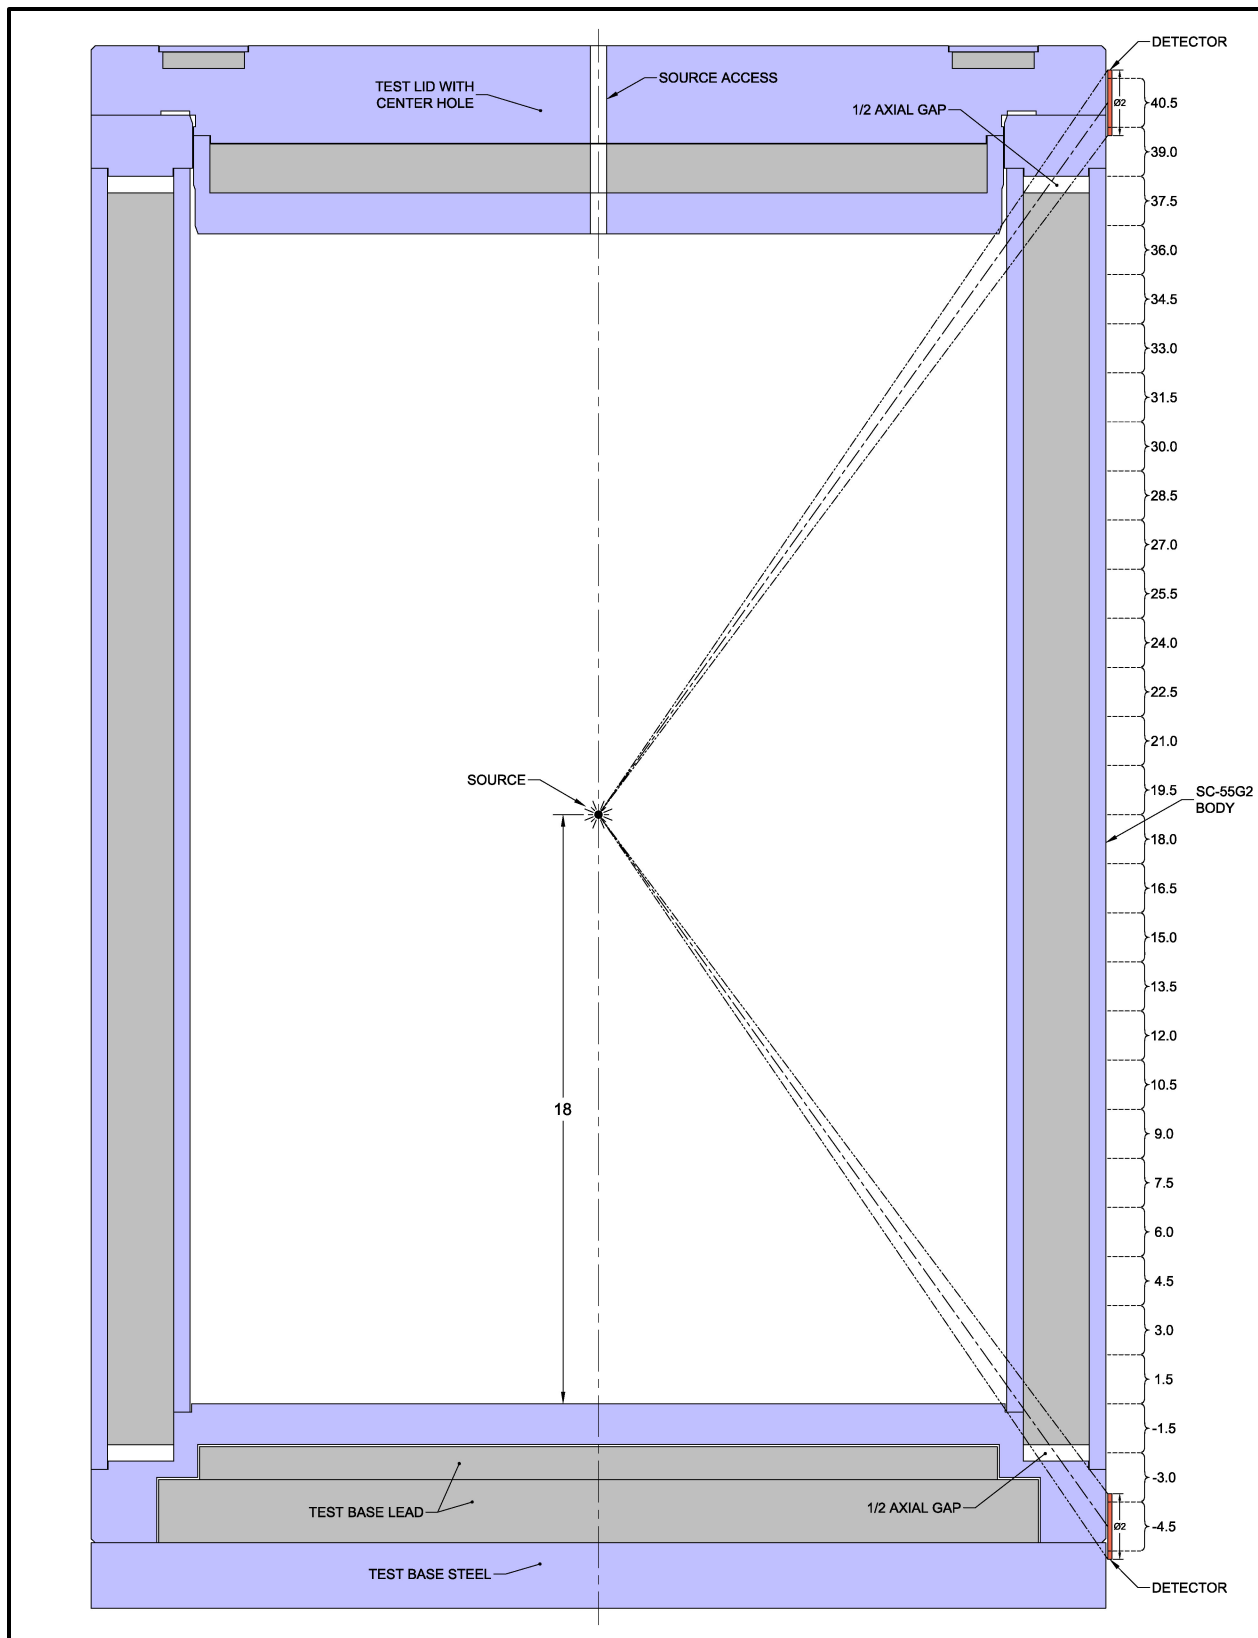 DETECTOR
TEST LID WITH
CENTER HOLE
SOURCE ACCESS
1/2 AXIAL GAP
Ø2
40.5
39.0
37.5
36.0
34.5
33.0
31.5
30.0
28.5
27.0
25.5
24.0
22.5
21.0
SOURCE
19.5
SC-55G2
BODY
18.0
16.5
15.0
13.5
12.0
10.5
18
9.0
7.5
6.0
4.5
3.0
1.5
-1.5
-3.0
TEST BASE LEAD
1/2 AXIAL GAP
Ø2
-4.5
TEST BASE STEEL
DETECTOR